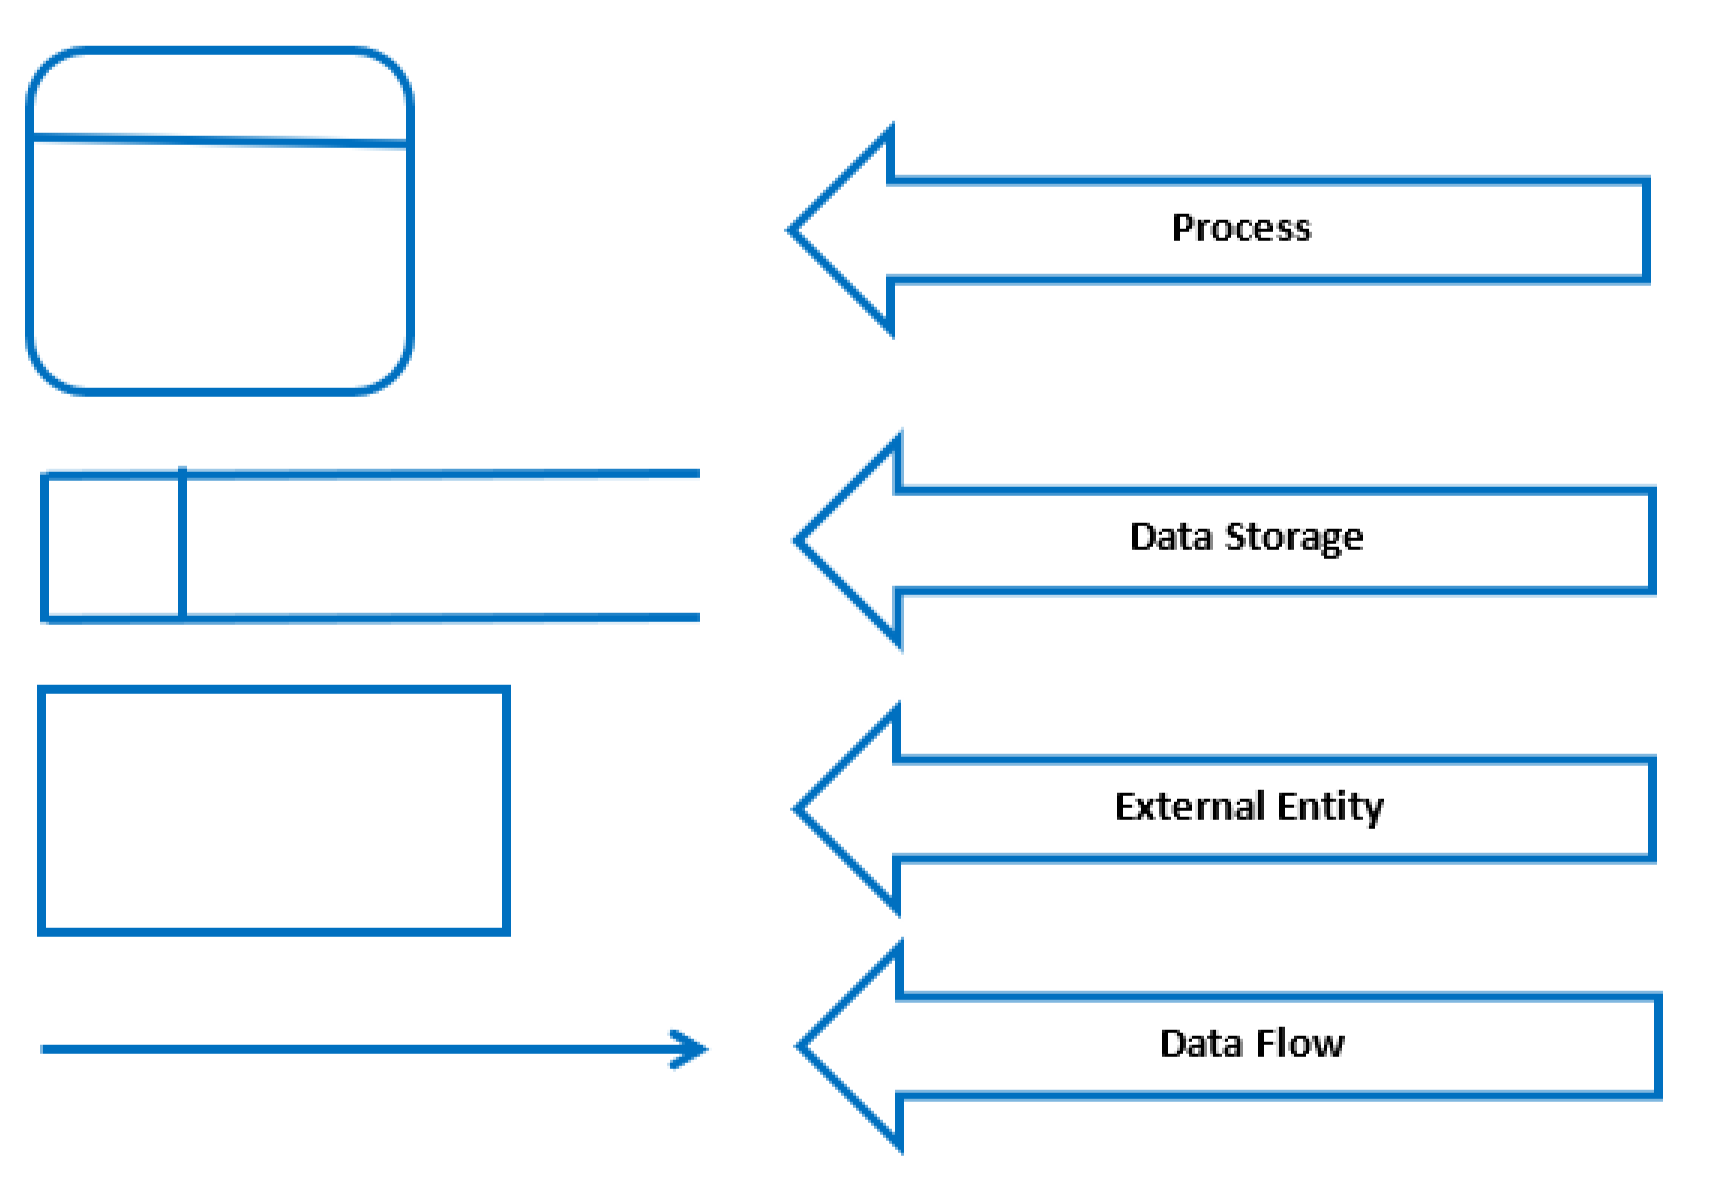 Process
Data Storage
External Entity
Data Flow